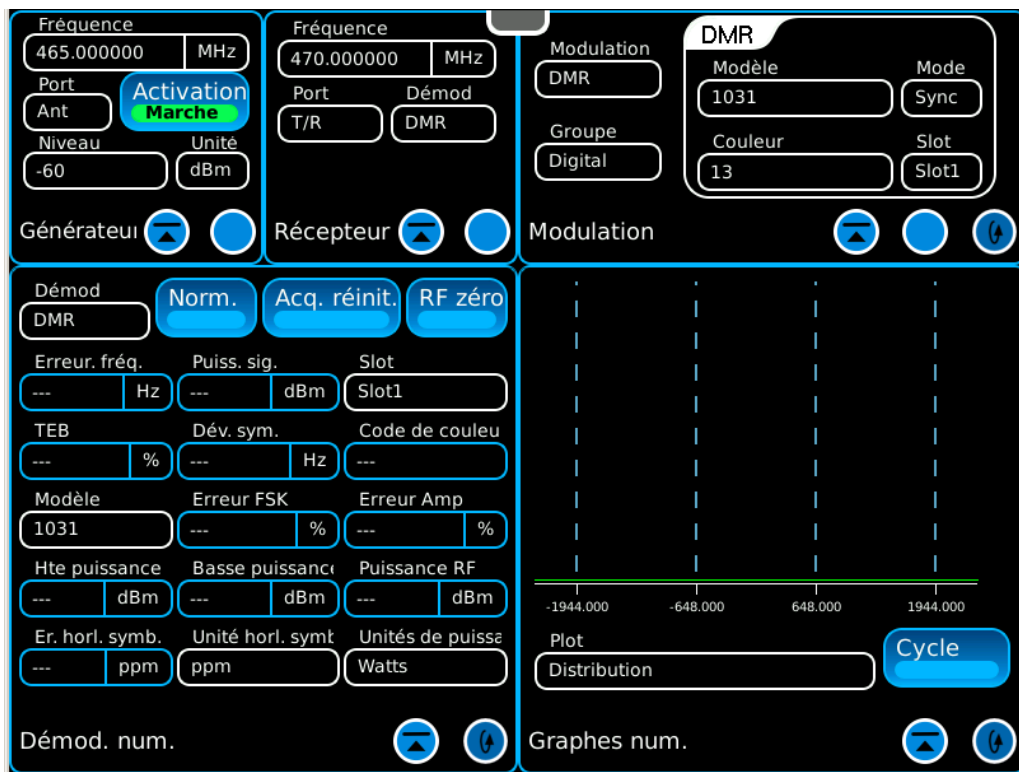 Fréquence
465.000000 MHz
Port
Ant
Activation
Marche
Niveau Unité
-60 dBm
Générateur
Fréquence
470.000000 MHz
Port Démod
T/R DMR
Récepteur
Modulation
DMR
Groupe
Digital
DMR
Modèle Mode
1031 Sync
Couleur Slot
13 Slot1
Modulation
Démod
DMR
Norm. Acq. réinit. RF zéro
Erreur. fréq. Puiss. sig. Slot
--- Hz --- dBm Slot1
TEB Dév. sym. Code de couleu
--- % --- Hz ---
Modèle Erreur FSK Erreur Amp
1031 --- % --- %
Hte puissance Basse puissance Puissance RF
--- dBm --- dBm --- dBm
Er. horl. symb. Unité horl. symb Unités de puissa
--- ppm ppm Watts
Démod. num.
-1944.000 -648.000 648.000 1944.000
Plot
Distribution
Cycle
Graphes num.